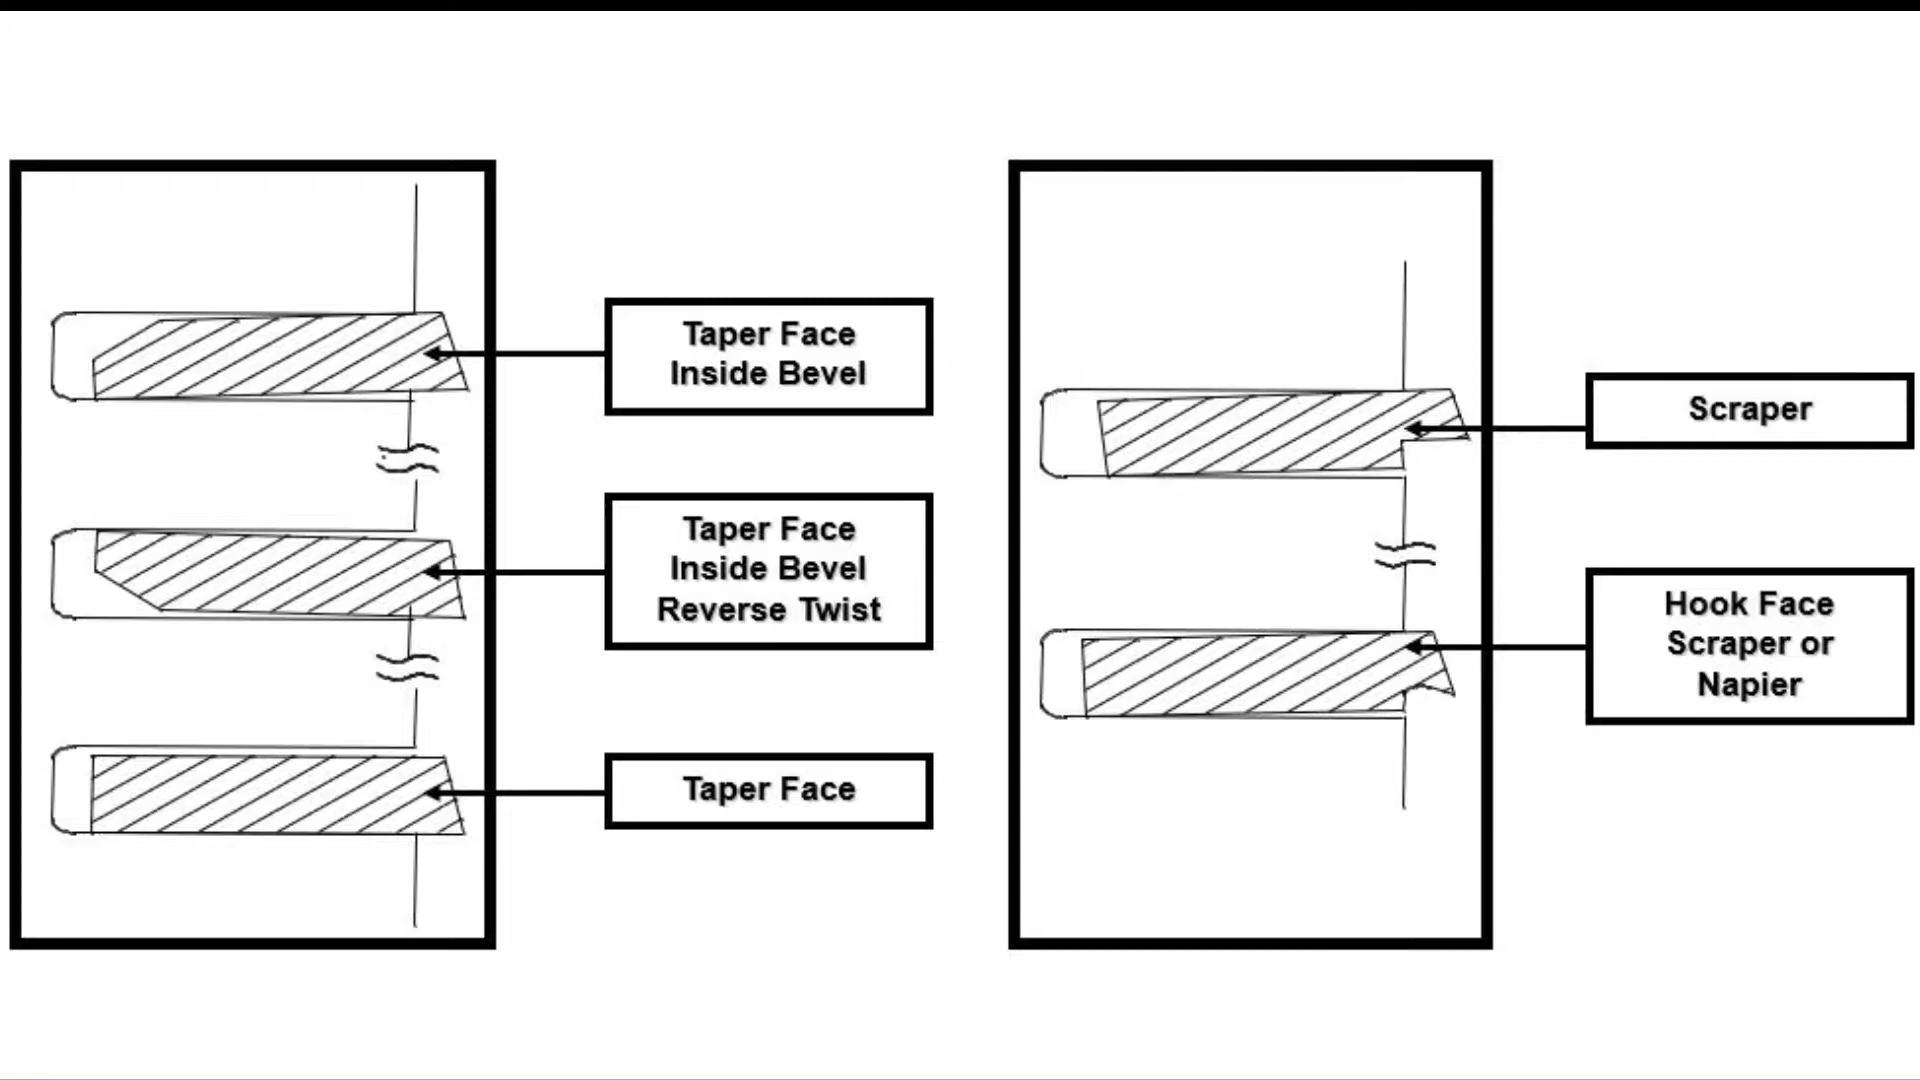 Taper Face
Inside Bevel
Taper Face
Inside Bevel
Reverse Twist
Taper Face
Scraper
Hook Face
Scraper or
Napier